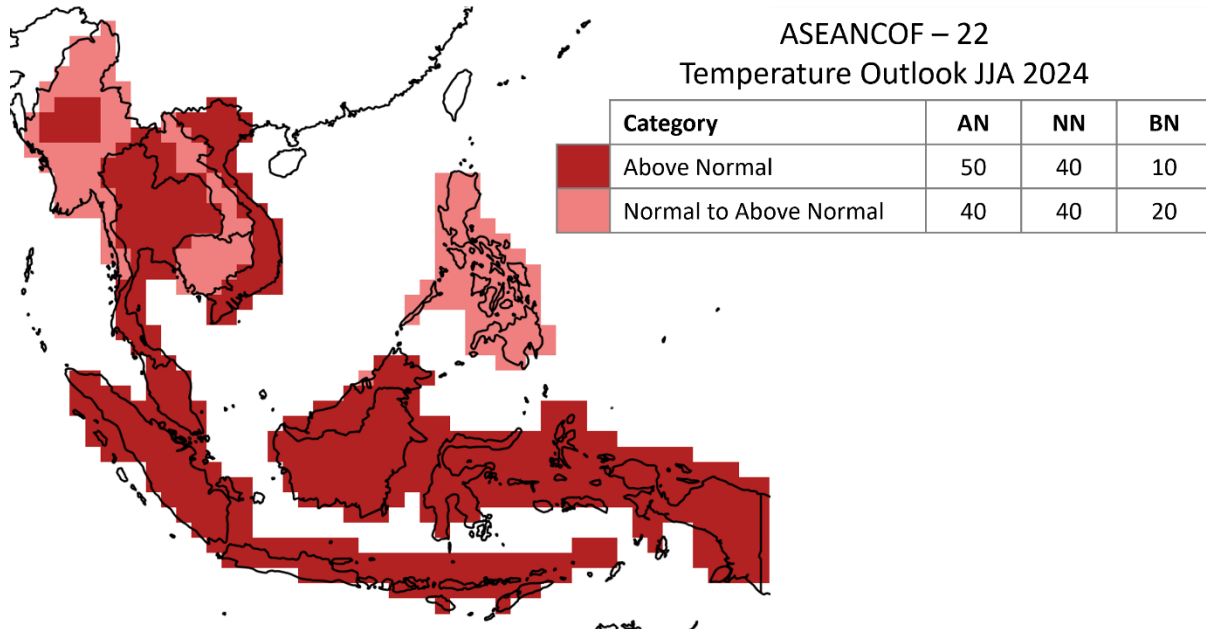 ASEANCOF – 22
Temperature Outlook JJA 2024
Category AN NN BN
Above Normal 50 40 10
Normal to Above Normal 40 40 20